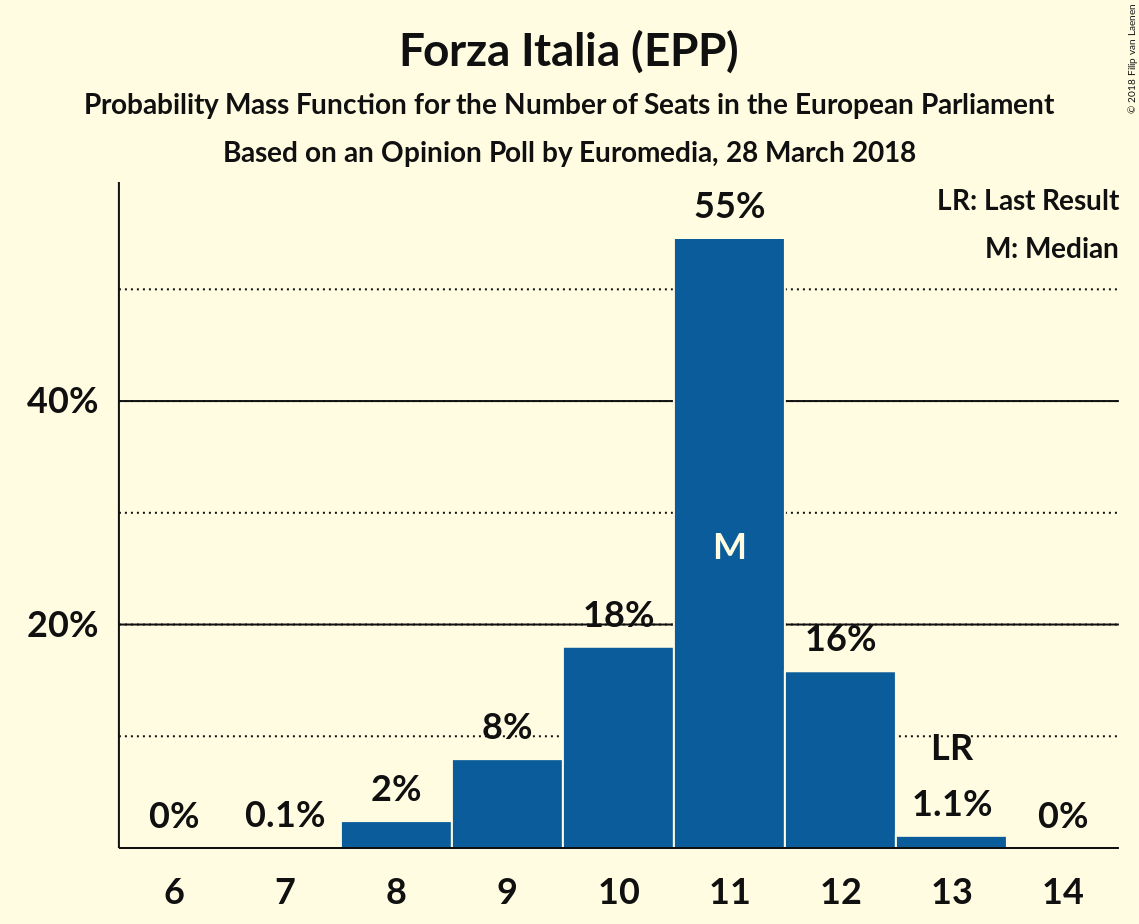 Forza Italia (EPP)
Probability Mass Function for the Number of Seats in the European Parliament
Based on an Opinion Poll by Euromedia, 28 March 2018
© 2018 Filip van Laenen
LR: Last Result
M: Median
55%
40%
M
18%
20%
16%
8%
LR
2%
1.1%
0%
0.1%
0%
6 7 8 9 10 11 12 13 14